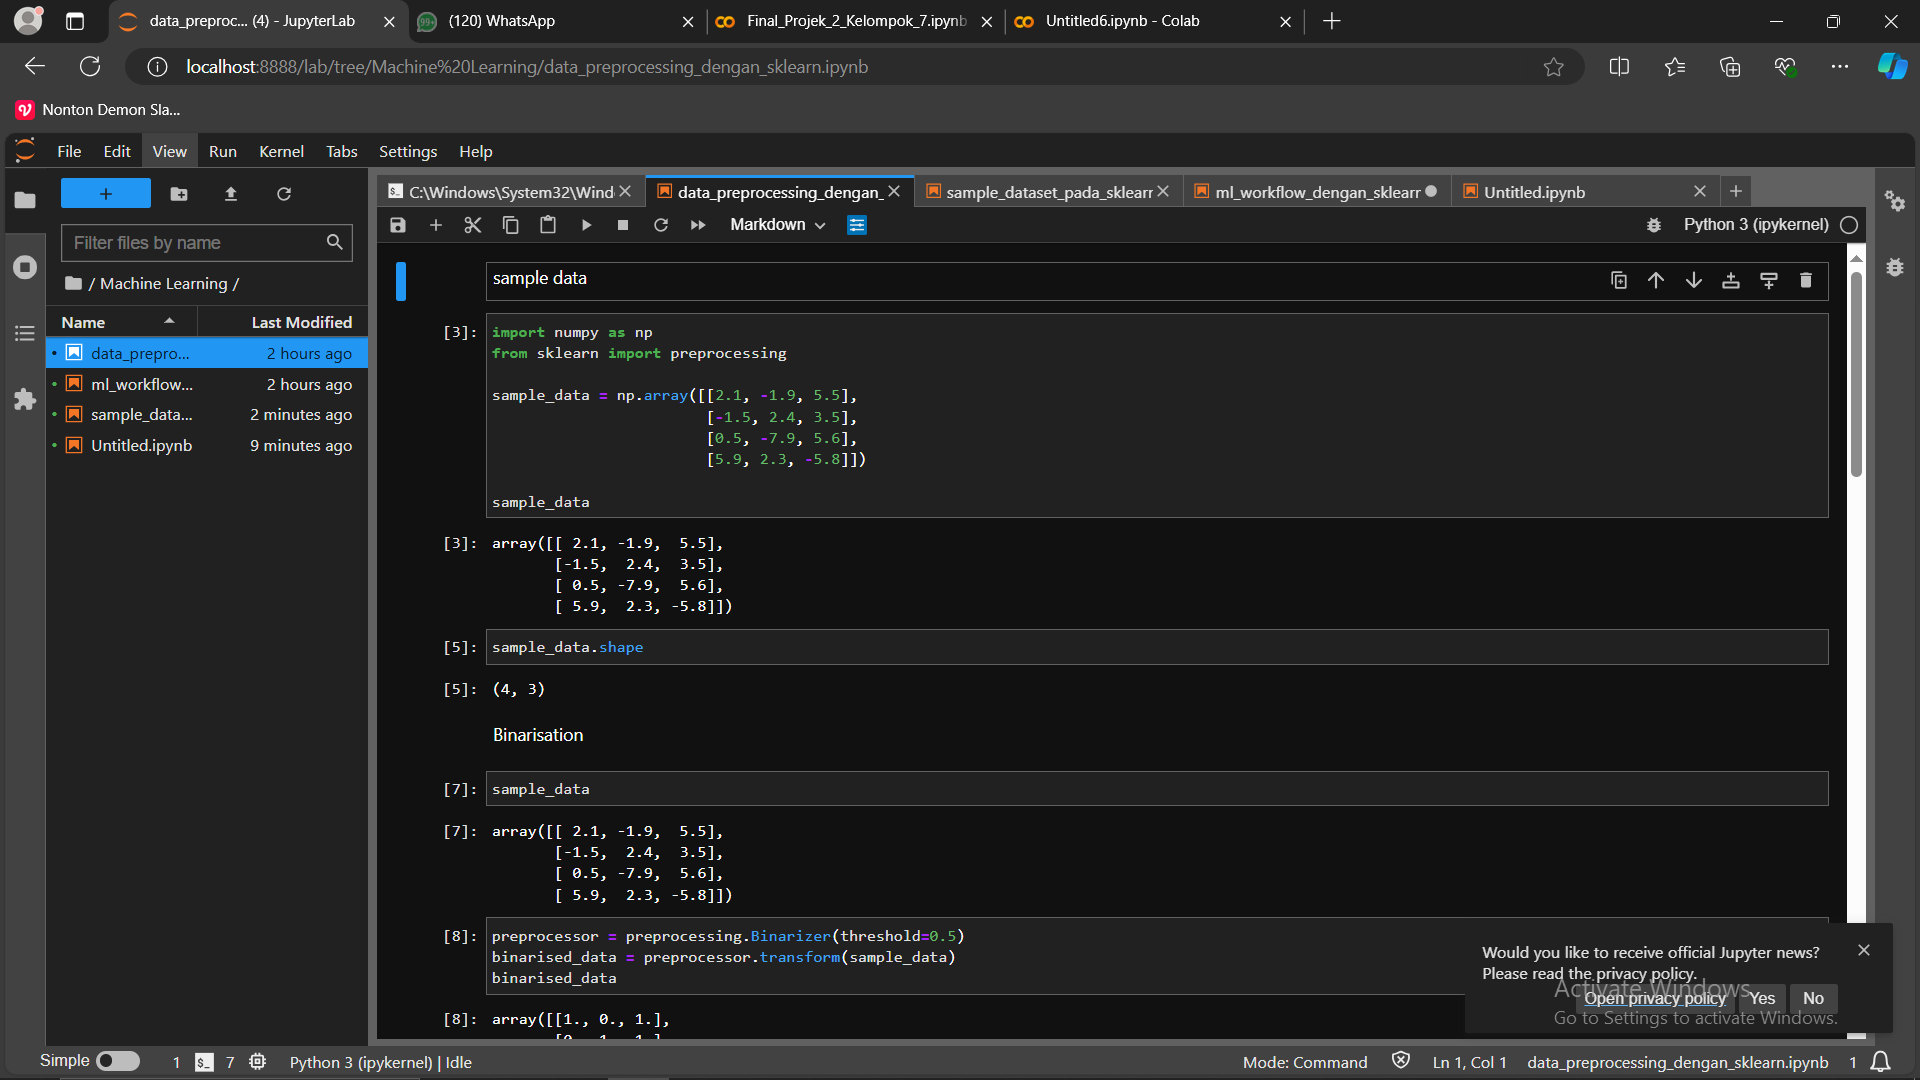 data_preproc... (4) - JupyterLab
99+
(120) WhatsApp
Final_Projek_2_Kelompok_7.ipynb
Untitled6.ipynb - Colab
localhost:8888/lab/tree/Machine%20Learning/data_preprocessing_dengan_sklearn.ipynb
Nonton Demon Sla...
File Edit View Run Kernel Tabs Settings Help
C:\Windows\System32\Wind
data_preprocessing_dengan_
sample_dataset_pada_sklearn
ml_workflow_dengan_sklearr
Untitled.ipynb
Markdown
Python 3 (ipykernel)
Filter files by name
/ Machine Learning /
Name Last Modified
data_prepro... 2 hours ago
ml_workflow... 2 hours ago
sample_data... 2 minutes ago
Untitled.ipynb 9 minutes ago
sample data
[3]: import numpy as np
from sklearn import preprocessing
sample_data = np.array([[2.1, -1.9, 5.5],
[-1.5, 2.4, 3.5],
[0.5, -7.9, 5.6],
[5.9, 2.3, -5.8]])
sample_data
[3]: array([[ 2.1, -1.9, 5.5],
[-1.5, 2.4, 3.5],
[ 0.5, -7.9, 5.6],
[ 5.9, 2.3, -5.8]])
[5]: sample_data.shape
[5]: (4, 3)
Binarisation
[7]: sample_data
[7]: array([[ 2.1, -1.9, 5.5],
[-1.5, 2.4, 3.5],
[ 0.5, -7.9, 5.6],
[ 5.9, 2.3, -5.8]])
[8]: preprocessor = preprocessing.Binarizer(threshold=0.5)
binarised_data = preprocessor.transform(sample_data)
binarised_data
[8]: array([[1., 0., 1.],
Would you like to receive official Jupyter news?
Please read the privacy policy.
Open privacy policy Yes No
Activate Windows
Go to Settings to activate Windows.
Simple 1 7 Python 3 (ipykernel) | Idle
Mode: Command Ln 1, Col 1 data_preprocessing_dengan_sklearn.ipynb 1